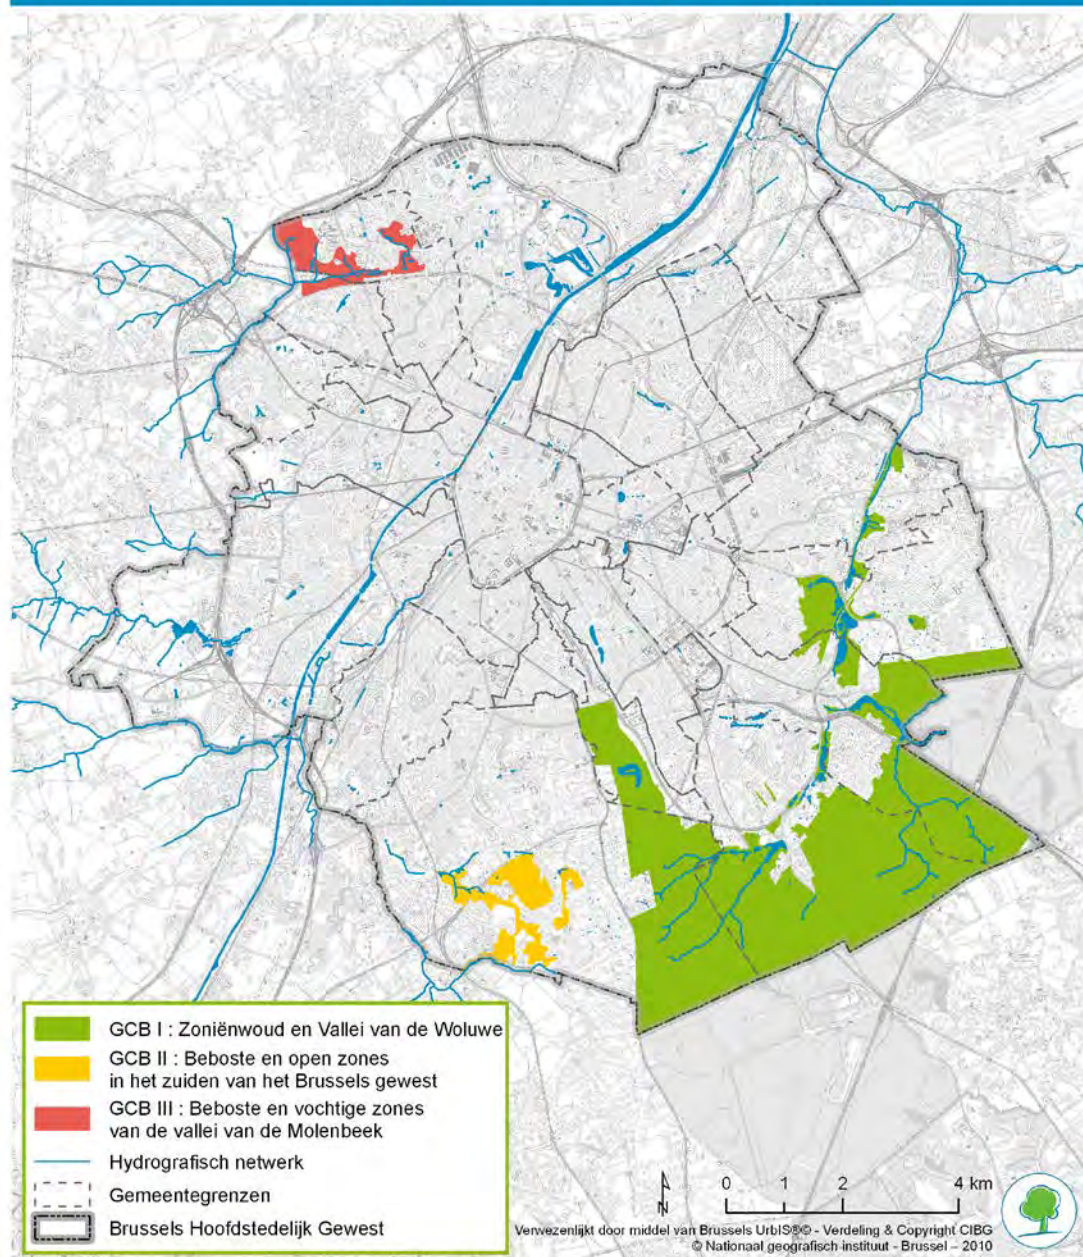 GCB I : Zoniënwoud en Vallei van de Woluwe
GCB II : Beboste en open zones
in het zuiden van het Brussels gewest
GCB III : Beboste en vochtige zones
van de vallei van de Molenbeek
Hydrografisch netwerk
Gemeentegrenzen
Brussels Hoofdstedelijk Gewest
N
0 1 2 4 km
Verwezenlijkt door middel van Brussels UrbIS®© - Verdeling & Copyright CIBG
© Nationaal geografisch instituut - Brussel - 2010